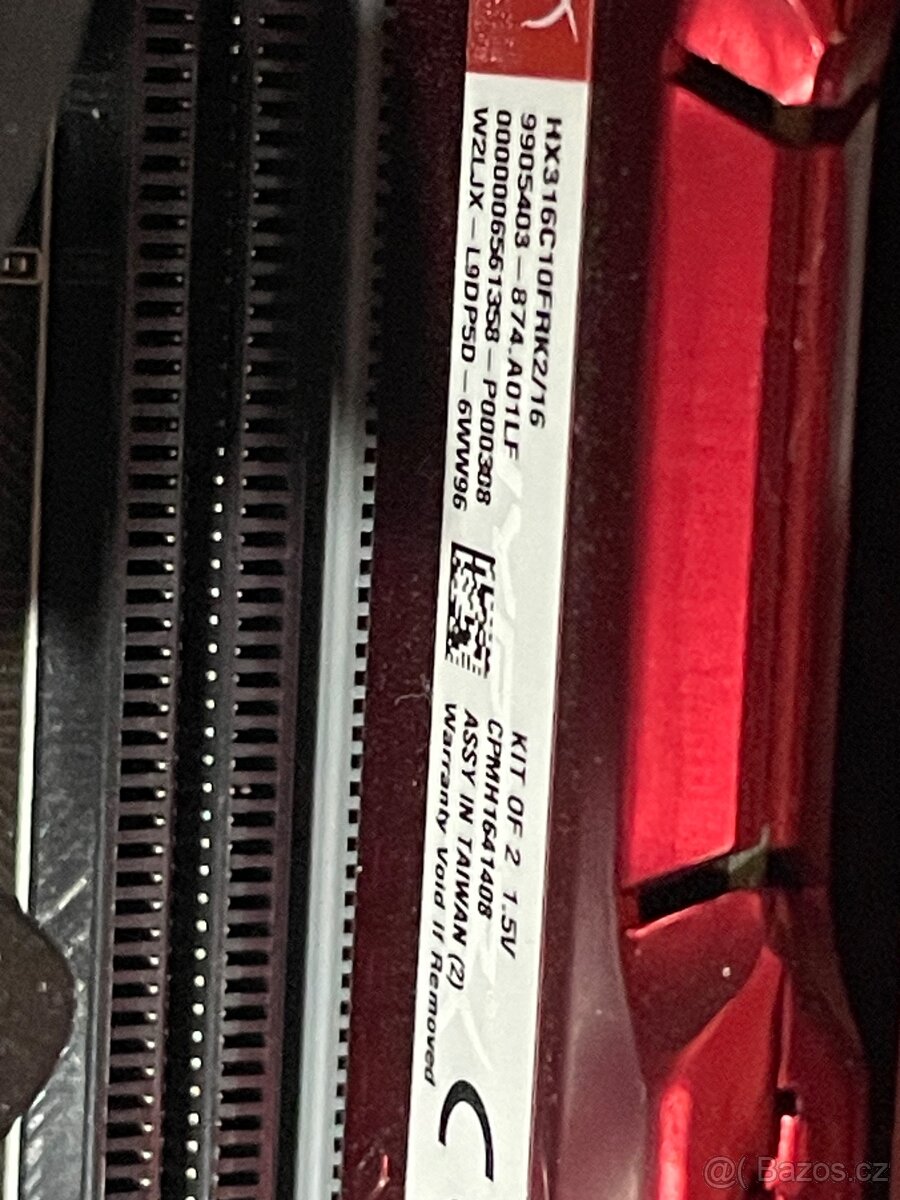 HX316C10FRK2/16
9905403-874.A01LF
0000006561358-P000308
W2LJX-L9DP5D-6WW96
KIT OF 2 1.5V
CPMH1641408
ASSY IN TAIWAN (2)
Warranty Void If Removed
@( Bazos.cz